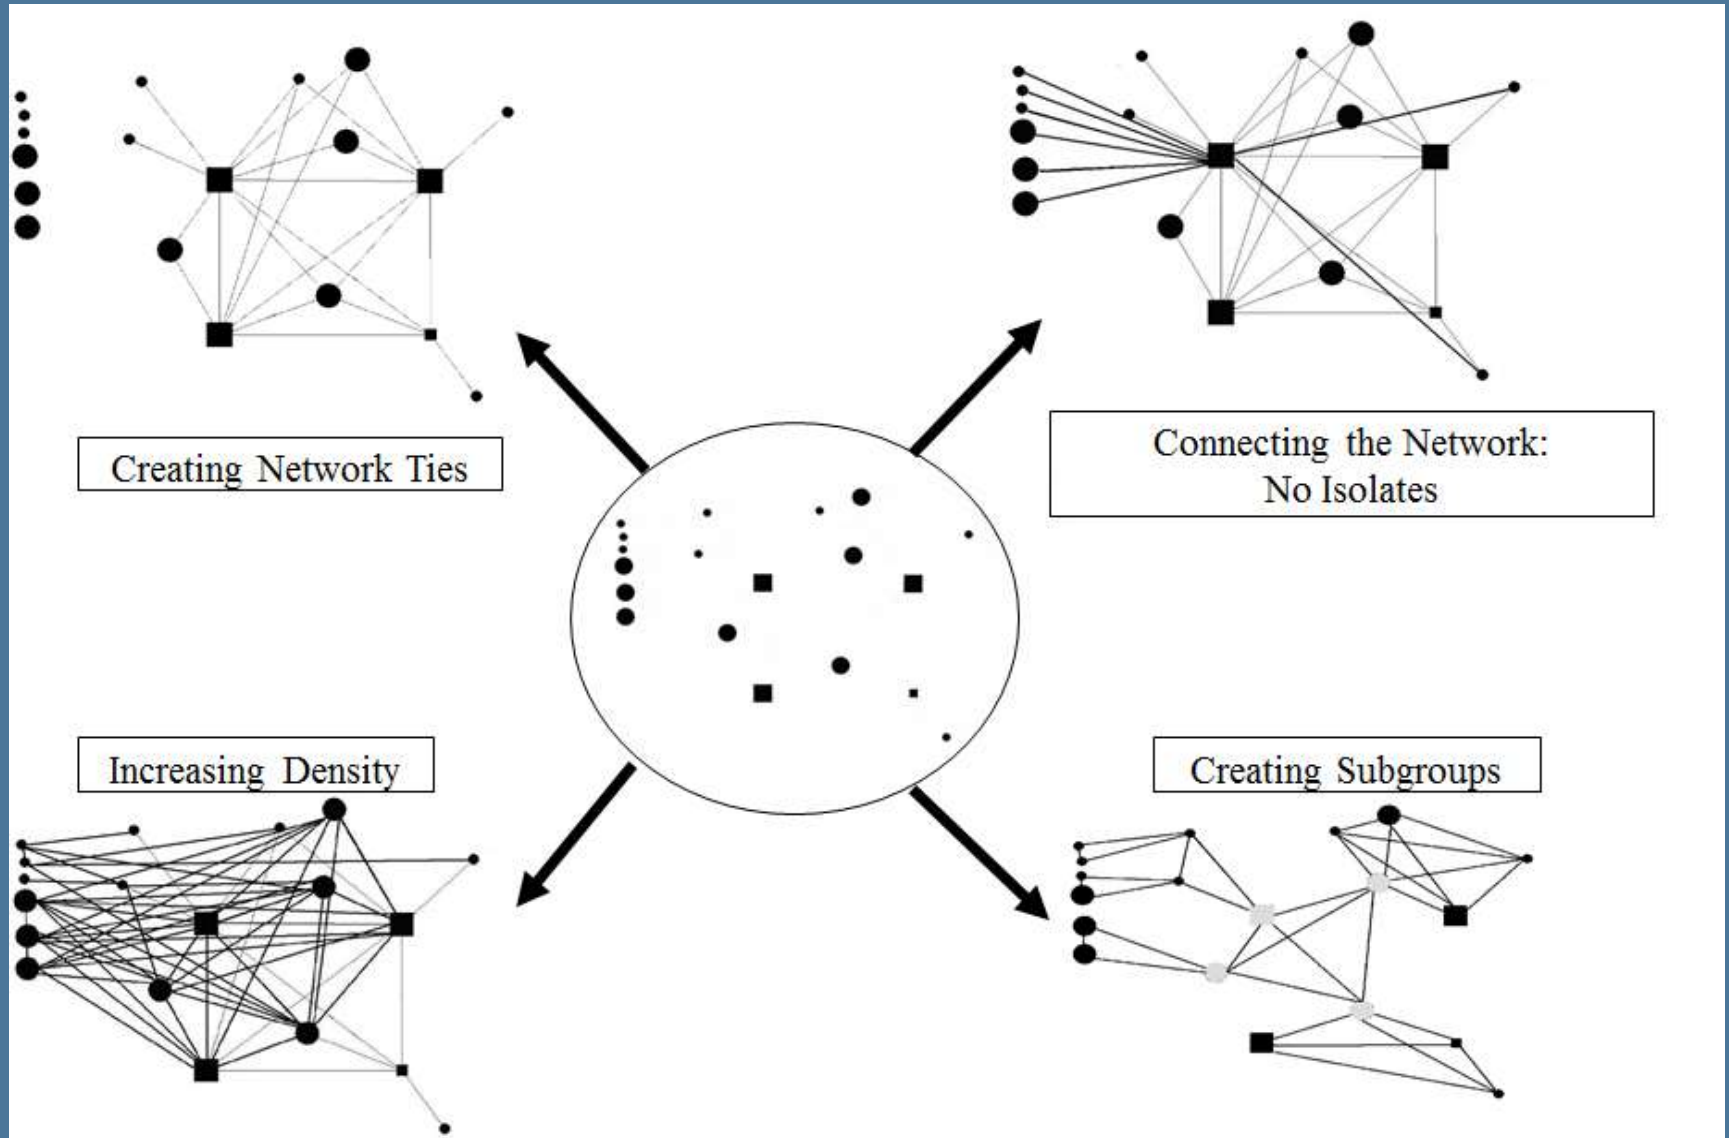 Creating Network Ties
Connecting the Network:
No Isolates
Increasing Density
Creating Subgroups